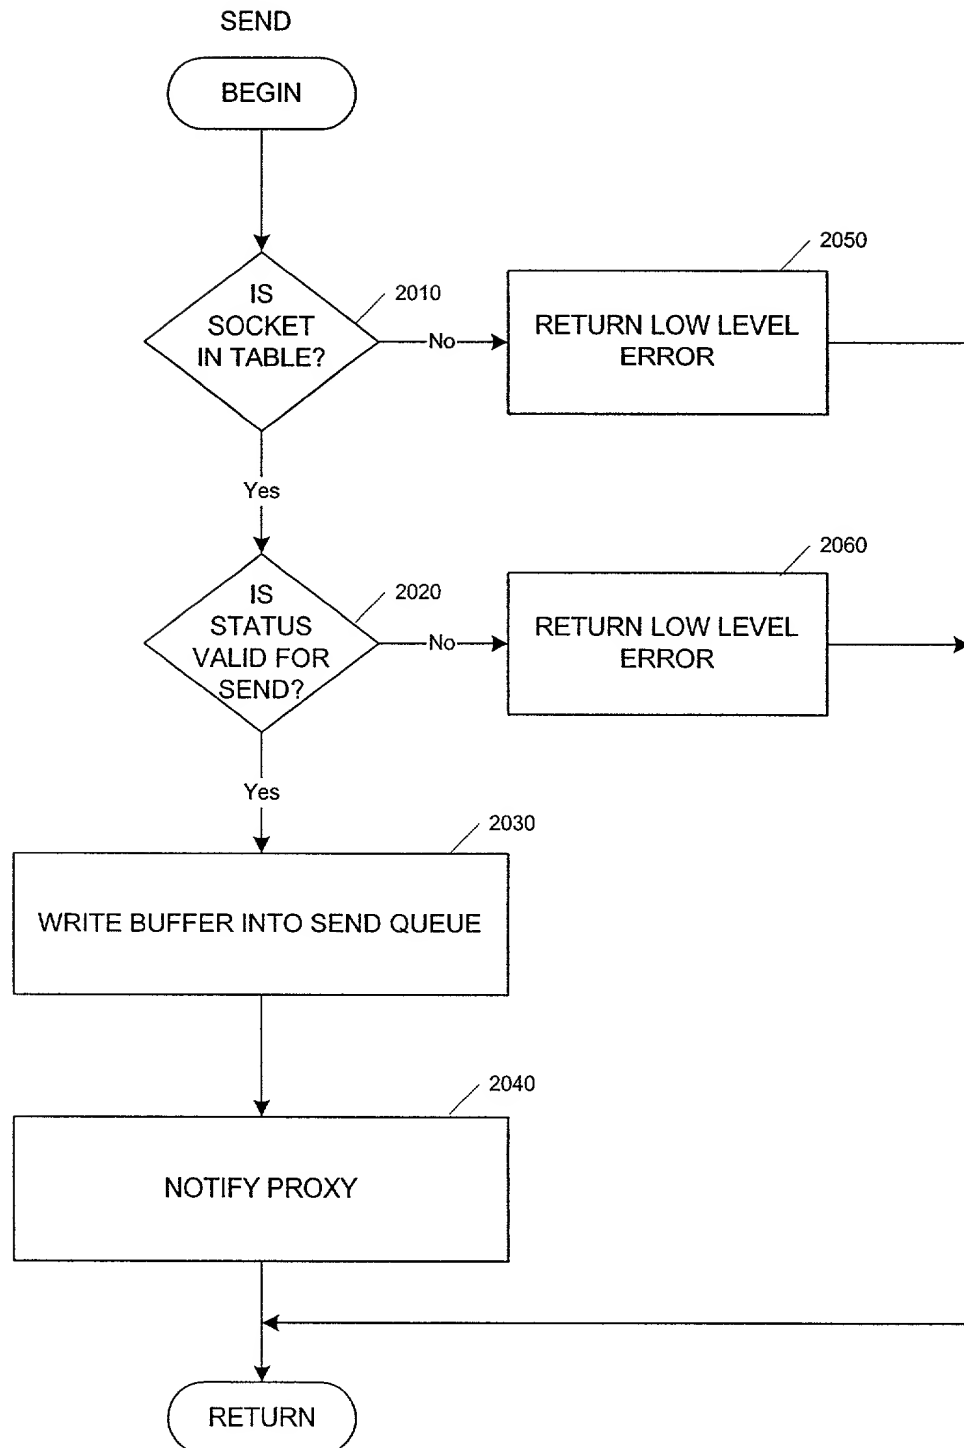 SEND
BEGIN
2050
IS
SOCKET
IN TABLE?
2010
No
RETURN LOW LEVEL
ERROR
Yes
2060
IS
STATUS
VALID FOR
SEND?
2020
No
RETURN LOW LEVEL
ERROR
Yes
2030
WRITE BUFFER INTO SEND QUEUE
2040
NOTIFY PROXY
RETURN